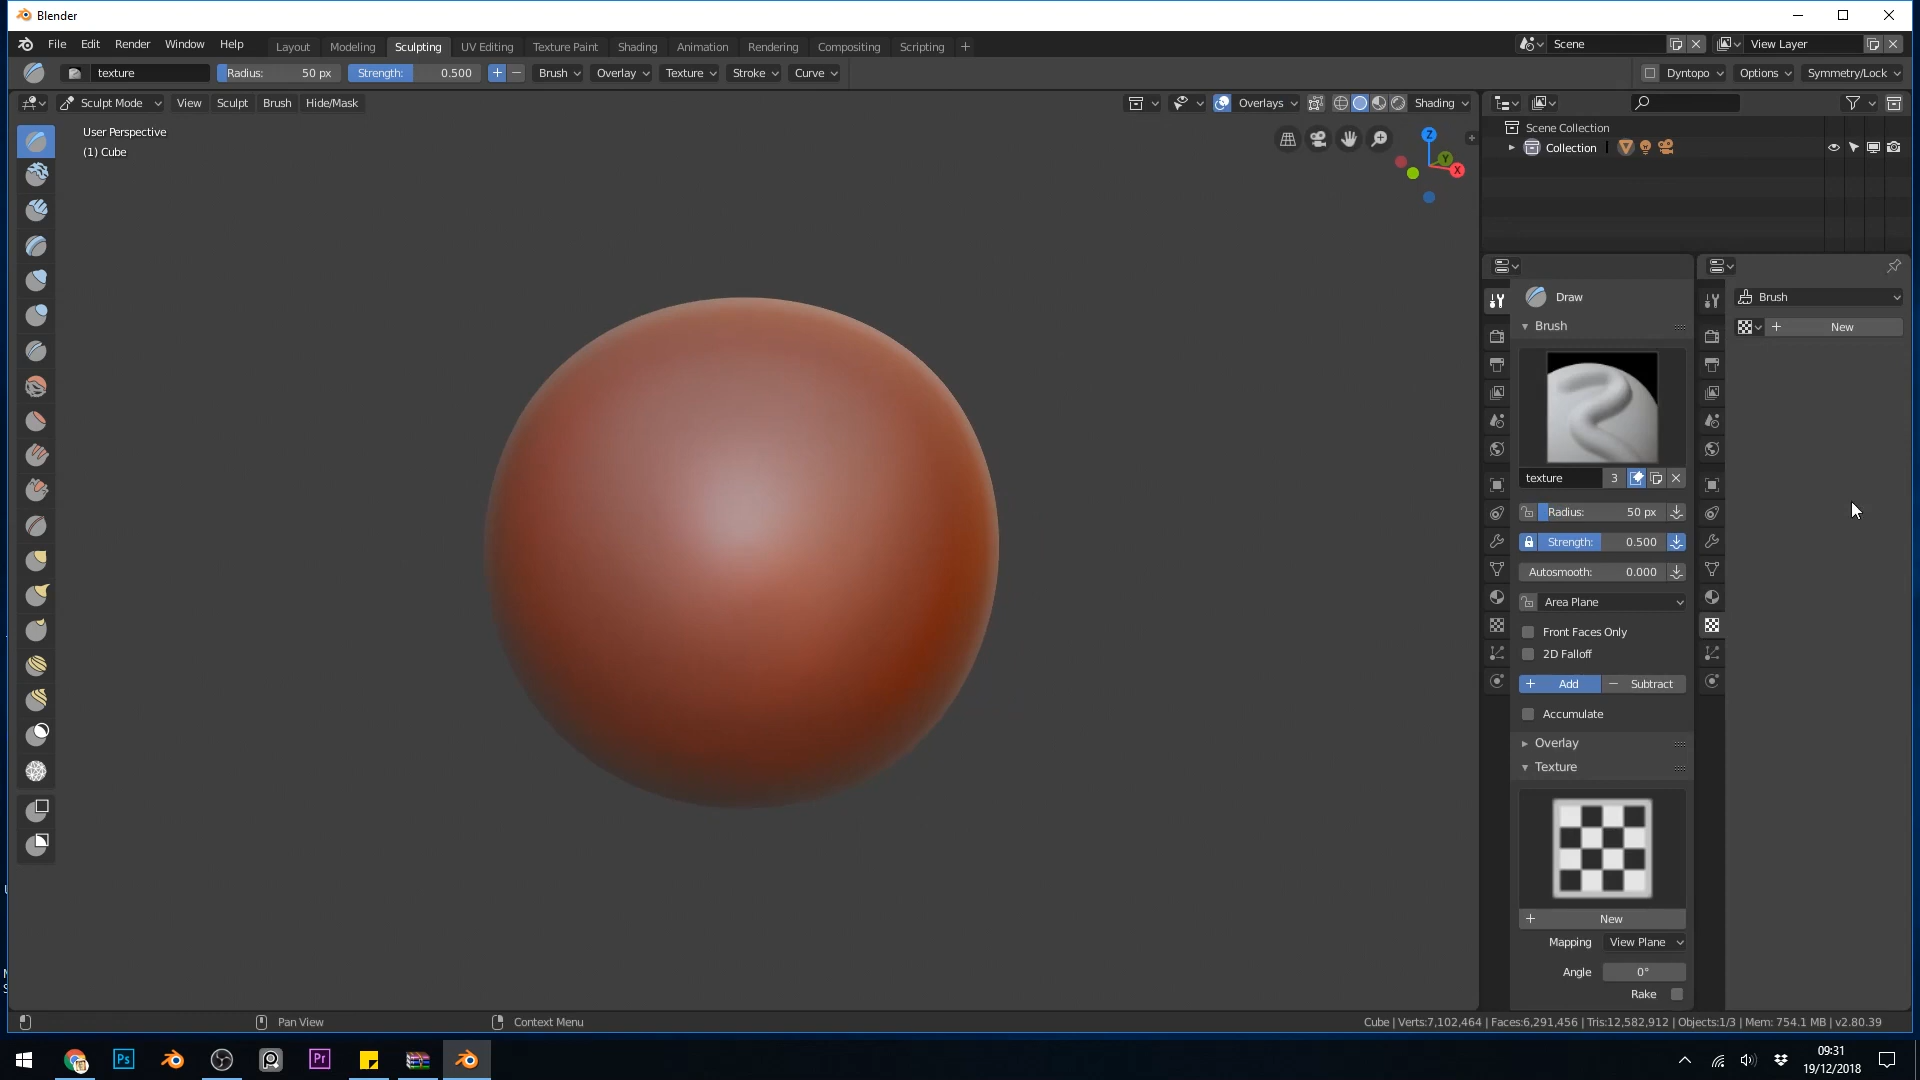 Blender
File Edit Render Window Help
Layout Modeling Sculpting UV Editing Texture Paint Shading Animation Rendering Compositing Scripting +
Scene
View Layer
texture Radius: 50 px Strength: 0.500 Brush Overlay Texture Stroke Curve
Dyntopo Options Symmetry/Lock
Sculpt Mode View Sculpt Brush Hide/Mask
Overlays Shading
User Perspective
(1) Cube
Z
Y
X
Scene Collection
Collection
Draw
Brush
texture 3
Radius: 50 px
Strength: 0.500
Autosmooth: 0.000
Area Plane
Front Faces Only
2D Falloff
+ Add − Subtract
Accumulate
Overlay
Texture
+ New
Mapping View Plane
Angle 0°
Rake
Brush
+ New
Pan View
Context Menu
Cube | Verts:7,102,464 | Faces:6,291,456 | Tris:12,582,912 | Objects:1/3 | Mem: 754.1 MB | v2.80.39
Ps
Pr
09:31
19/12/2018